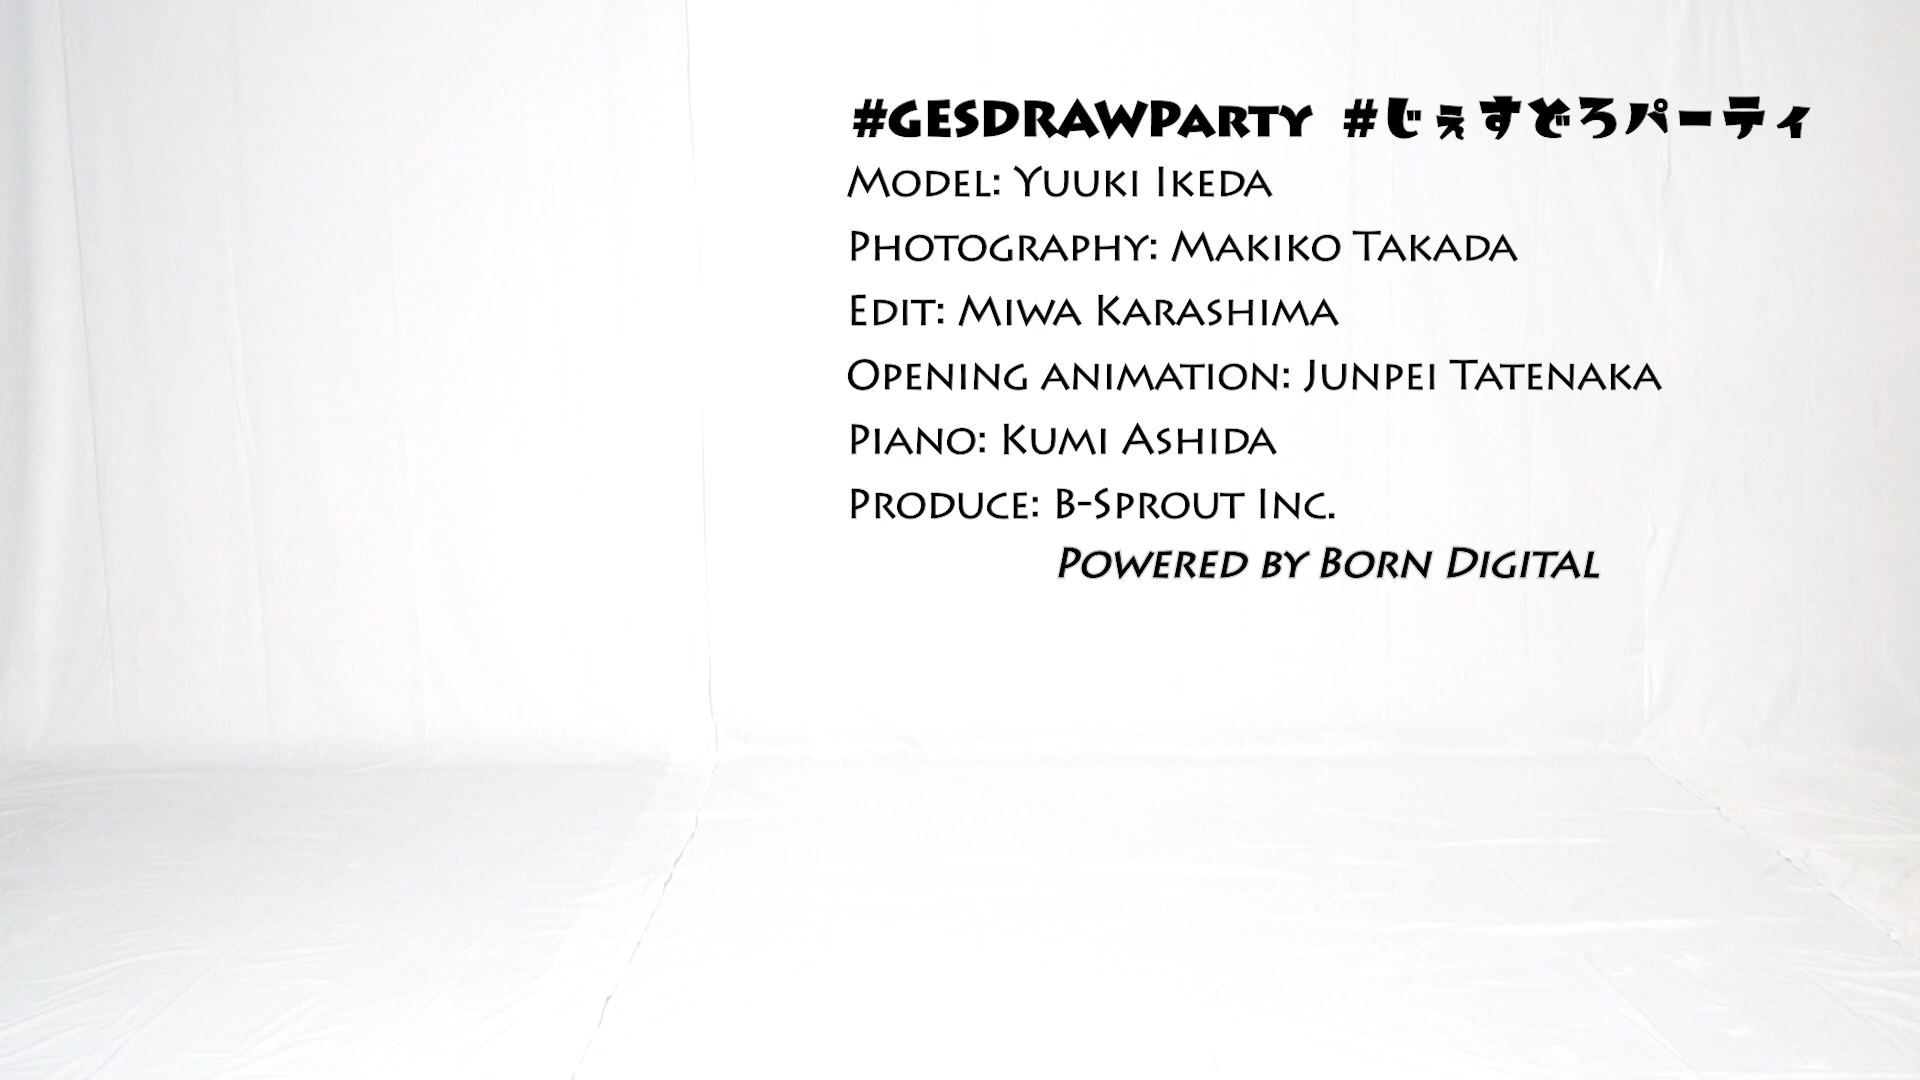 #GESDRAWParty #じぇすどろパーティ
Model: Yuuki Ikeda
Photography: Makiko Takada
Edit: Miwa Karashima
Opening animation: Junpei Tatenaka
Piano: Kumi Ashida
Produce: B-Sprout Inc.
Powered by Born Digital